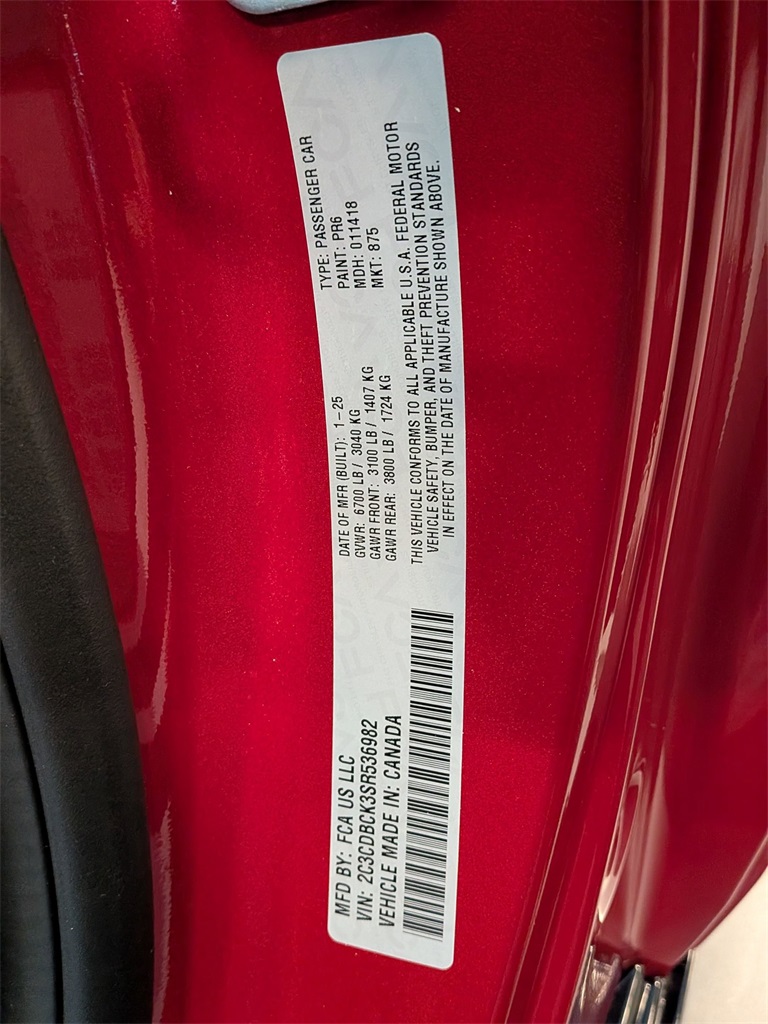 MFD BY: FCA US LLC
VIN: 2C3CDBCK3SR536982
VEHICLE MADE IN: CANADA
DATE OF MFR (BUILT): 1-25
GVWR: 6700 LB / 3040 KG
GAWR FRONT: 3100 LB / 1407 KG
GAWR REAR: 3800 LB / 1724 KG
TYPE: PASSENGER CAR
PAINT: PR6
MDH: 011418
MKT: 875
THIS VEHICLE CONFORMS TO ALL APPLICABLE U.S.A. FEDERAL MOTOR
VEHICLE SAFETY, BUMPER, AND THEFT PREVENTION STANDARDS
IN EFFECT ON THE DATE OF MANUFACTURE SHOWN ABOVE.